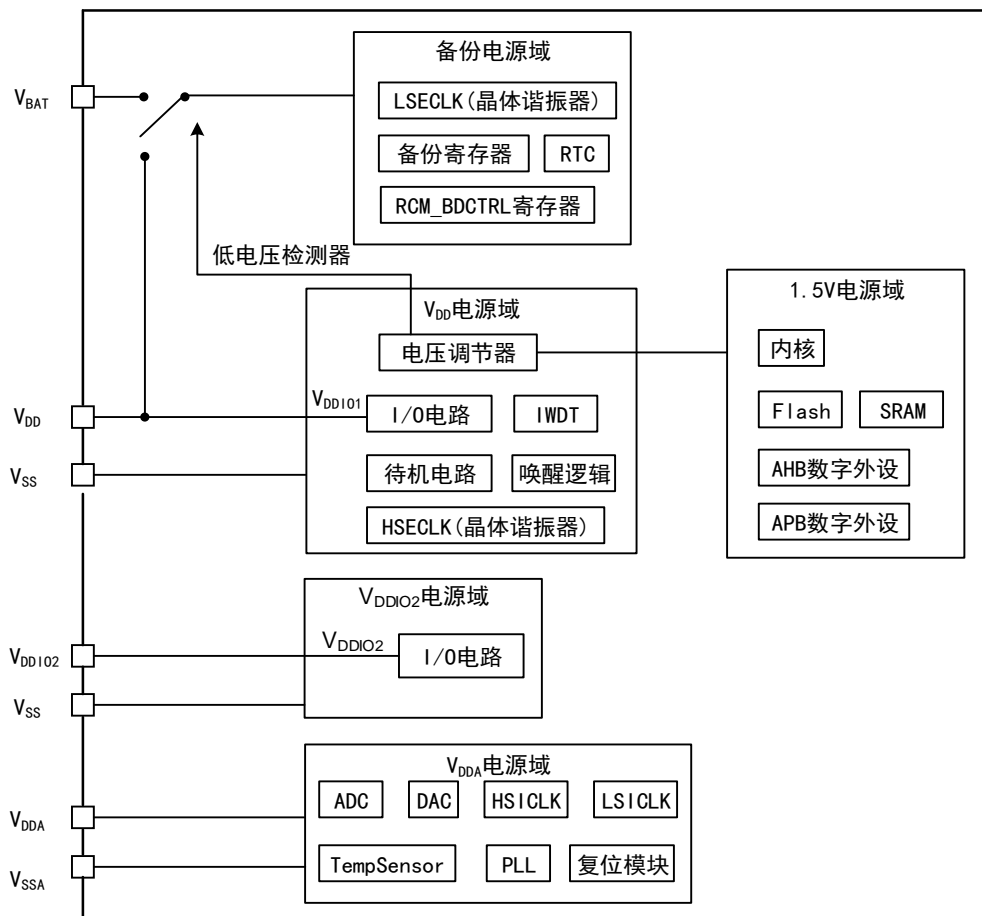 备份电源域
V_BAT
LSECLK(晶体谐振器)
备份寄存器
RTC
RCM_BDCTRL寄存器
低电压检测器
V_DD电源域
电压调节器
1.5V电源域
内核
Flash
SRAM
AHB数字外设
APB数字外设
V_DD
V_DDIO1
I/O电路
IWDT
V_SS
待机电路
唤醒逻辑
HSECLK(晶体谐振器)
V_DDIO2电源域
V_DDIO2
V_DDIO2
I/O电路
V_SS
V_DDA电源域
ADC
DAC
HSICLK
LSICLK
V_DDA
TempSensor
PLL
复位模块
V_SSA